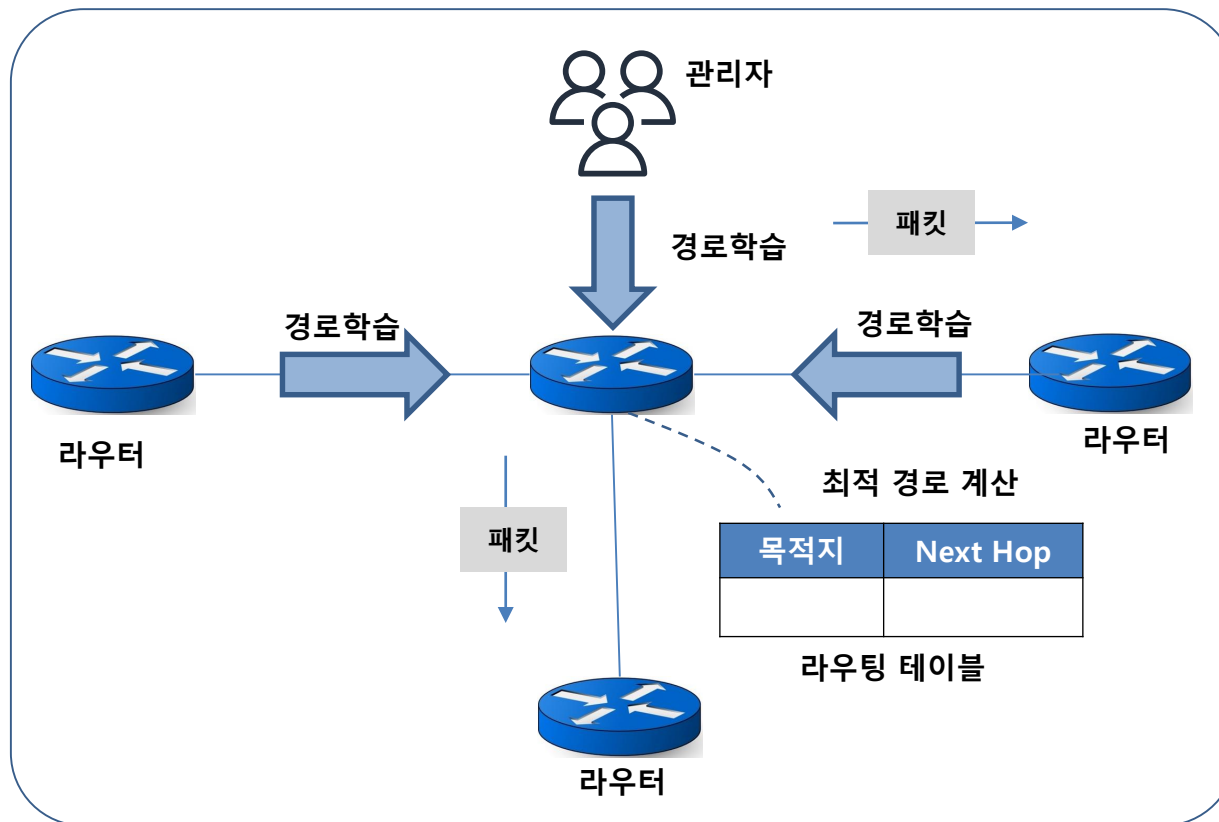 관리자
패킷
경로학습
경로학습
경로학습
라우터
라우터
최적 경로 계산
패킷
목적지
Next Hop
라우팅 테이블
라우터